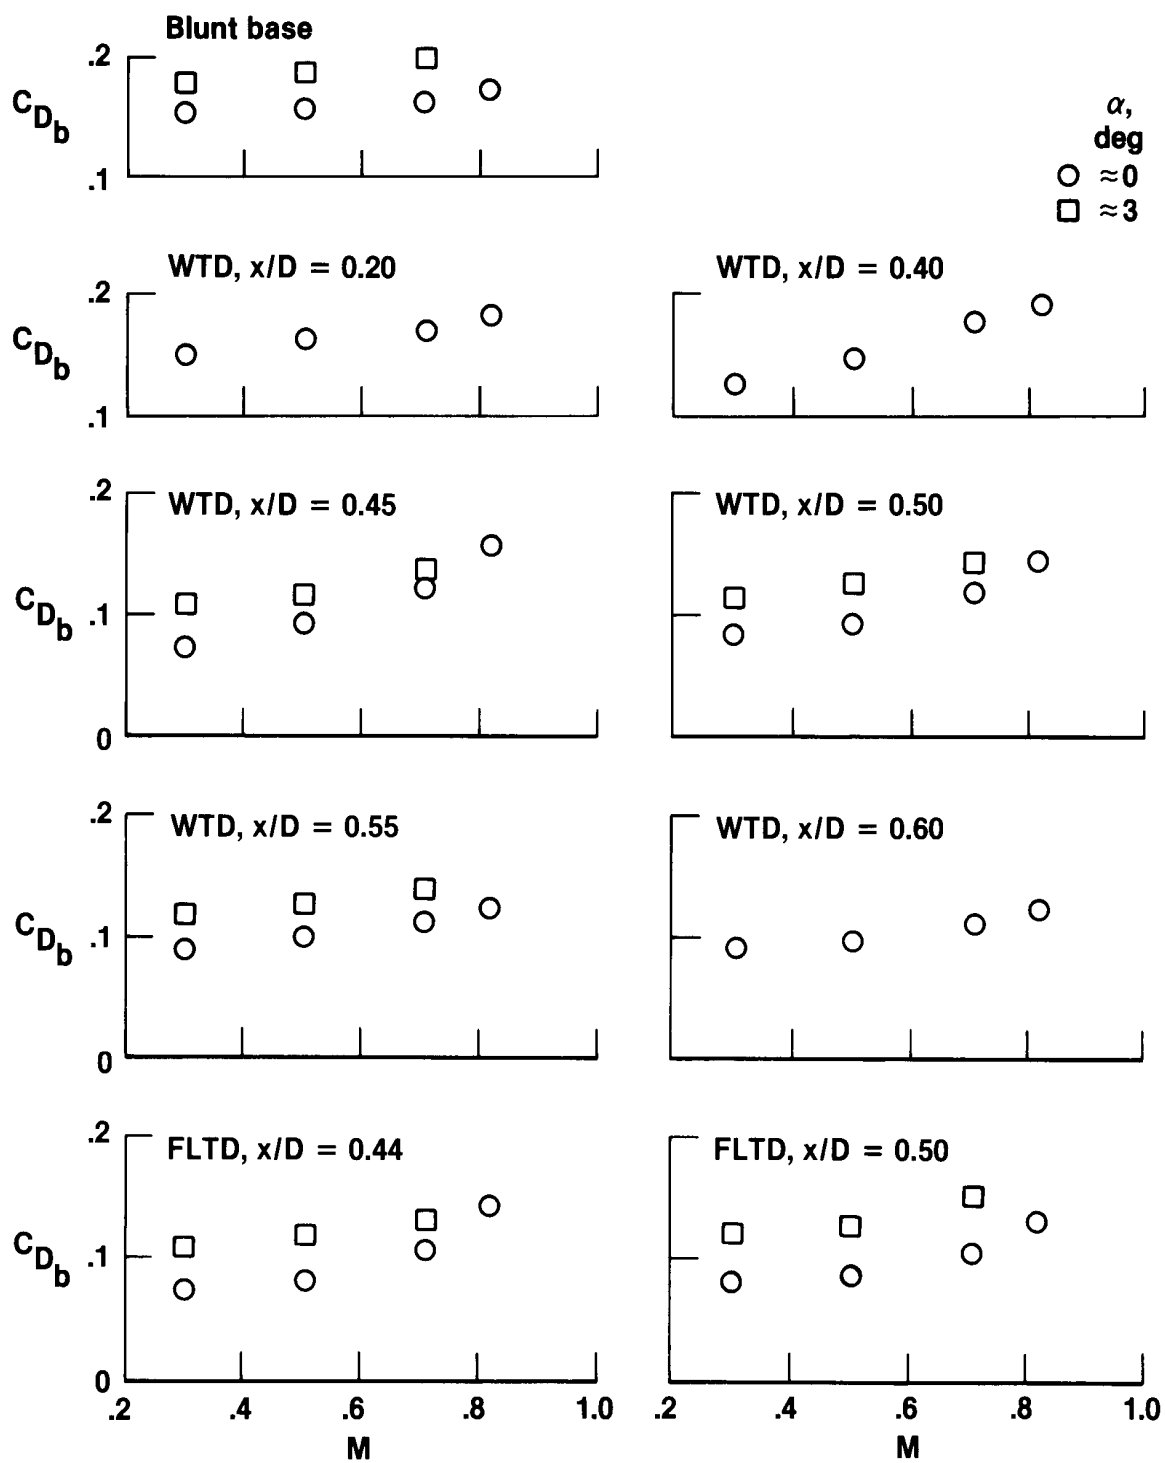 Blunt base
.2
C_D_b
.1
α,
deg
≈0
≈3
WTD, x/D = 0.20
.2
C_D_b
.1
WTD, x/D = 0.40
.2
WTD, x/D = 0.45
C_D_b
.1
0
WTD, x/D = 0.50
.2
WTD, x/D = 0.55
C_D_b
.1
0
WTD, x/D = 0.60
.2
FLTD, x/D = 0.44
C_D_b
.1
0
FLTD, x/D = 0.50
.2 .4 .6 .8 1.0
M
.2 .4 .6 .8 1.0
M